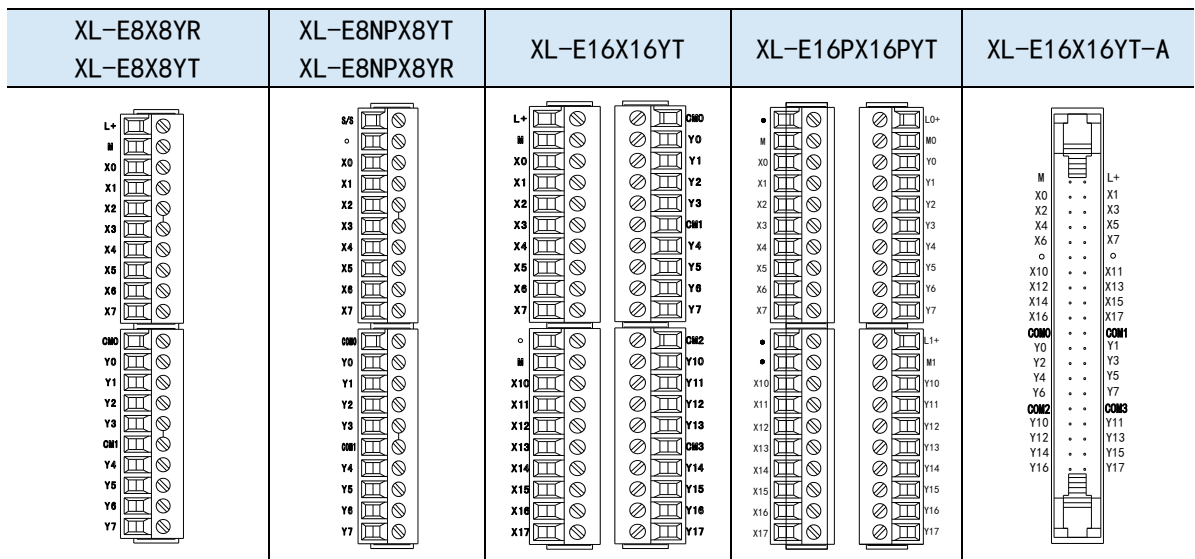 XL-E8X8YR
XL-E8X8YT
XL-E8NPX8YT
XL-E8NPX8YR
XL-E16X16YT
XL-E16PX16PYT
XL-E16X16YT-A
L+
M
X0
X1
X2
X3
X4
X5
X6
X7
CM0
Y0
Y1
Y2
Y3
CM1
Y4
Y5
Y6
Y7
S/S
X0
X1
X2
X3
X4
X5
X6
X7
COM0
Y0
Y1
Y2
Y3
COM1
Y4
Y5
Y6
Y7
L+ CM0
M Y0
X0 Y1
X1 Y2
X2 Y3
X3 CM1
X4 Y4
X5 Y5
X6 Y6
X7 Y7
CM2
M Y10
X10 Y11
X11 Y12
X12 Y13
X13 CM3
X14 Y14
X15 Y15
X16 Y16
X17 Y17
L0+
M M0
X0 Y0
X1 Y1
X2 Y2
X3 Y3
X4 Y4
X5 Y5
X6 Y6
X7 Y7
L1+
M1
X10 Y10
X11 Y11
X12 Y12
X13 Y13
X14 Y14
X15 Y15
X16 Y16
X17 Y17
M L+
X0 X1
X2 X3
X4 X5
X6 X7
X10 X11
X12 X13
X14 X15
X16 X17
COM0 COM1
Y0 Y1
Y2 Y3
Y4 Y5
Y6 Y7
COM2 COM3
Y10 Y11
Y12 Y13
Y14 Y15
Y16 Y17